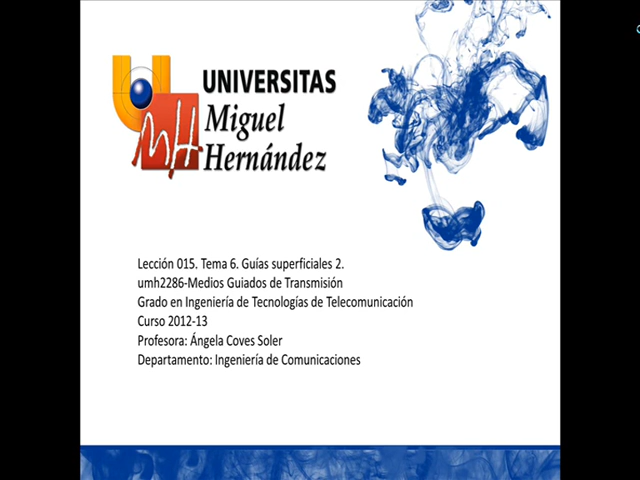 UNIVERSITAS
Miguel
Hernández
UMH
Lección 015. Tema 6. Guías superficiales 2.
umh2286-Medios Guiados de Transmisión
Grado en Ingeniería de Tecnologías de Telecomunicación
Curso 2012-13
Profesora: Ángela Coves Soler
Departamento: Ingeniería de Comunicaciones